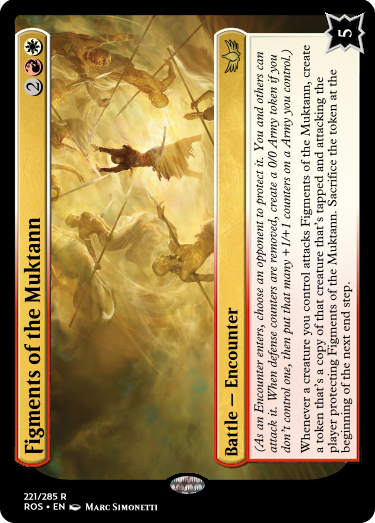 Figments of the Muktann
2
Battle — Encounter
(As an Encounter enters, choose an opponent to protect it. You and others can
attack it. When defense counters are removed, create a 0/0 Army token if you
don't control one, then put that many +1/+1 counters on a Army you control.)
Whenever a creature you control attacks Figments of the Muktann, create
a token that's a copy of that creature that's tapped and attacking the
player protecting Figments of the Muktann. Sacrifice the token at the
beginning of the next end step.
5
221/285 R
ROS • EN Marc Simonetti